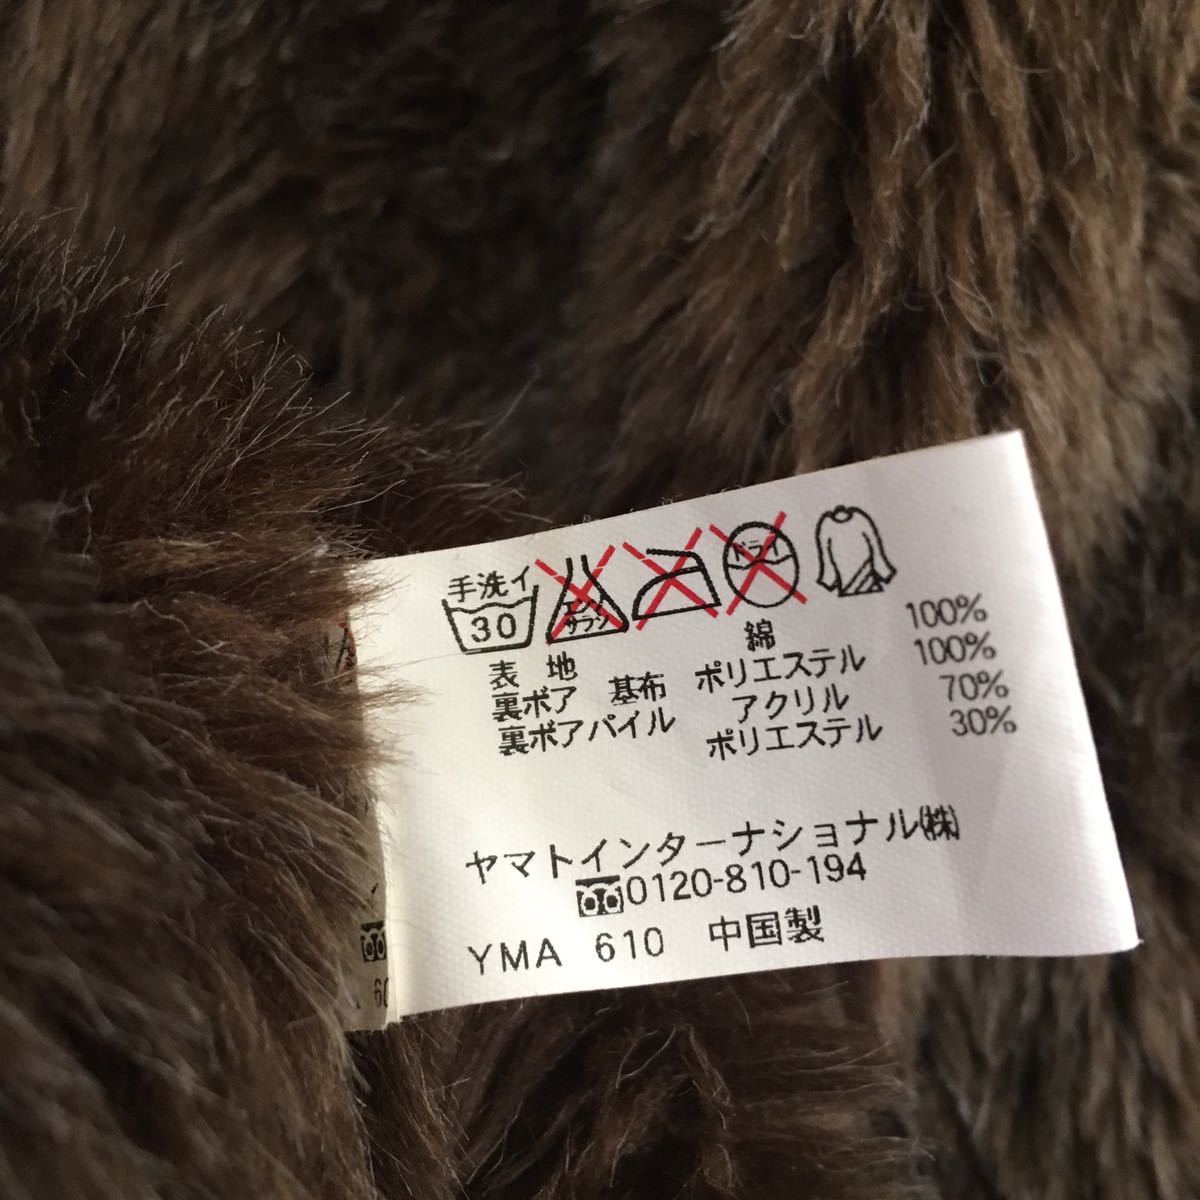 手洗イ
30
エンソサラシ
ドライ
表 地 綿 100%
裏ボア 基布 ポリエステル 100%
裏ボアパイル アクリル 70%
ポリエステル 30%
ヤマトインターナショナル(株)
0120-810-194
YMA 610 中国製